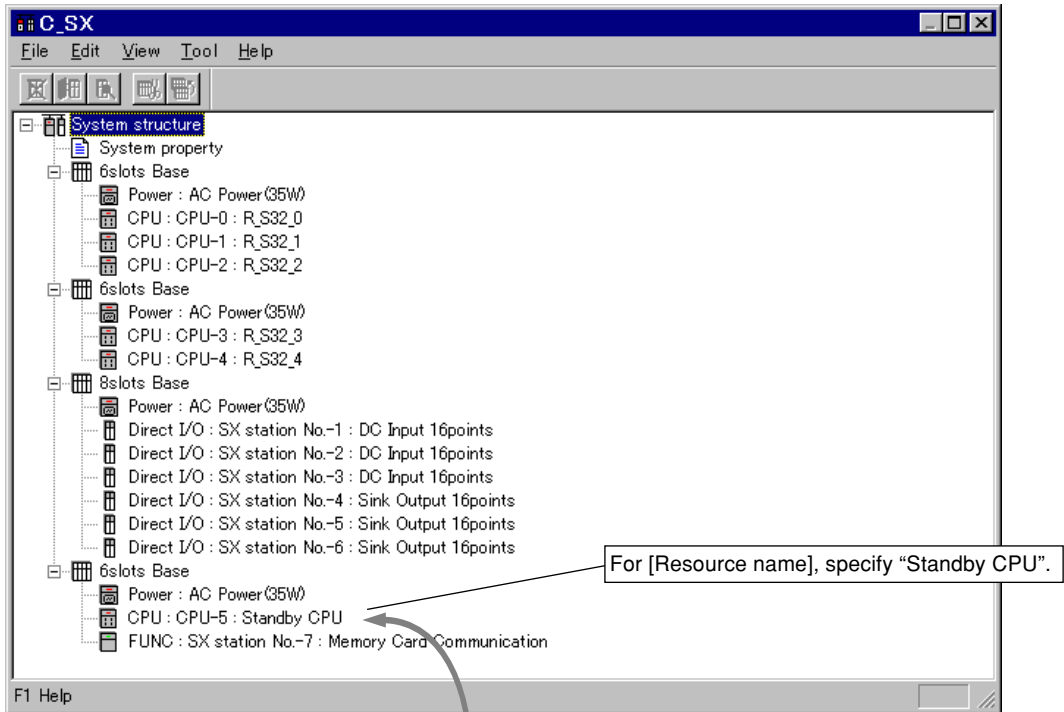 C_SX
File Edit View Tool Help
System structure
System property
6slots Base
Power : AC Power(35W)
CPU : CPU-0 : R_S32_0
CPU : CPU-1 : R_S32_1
CPU : CPU-2 : R_S32_2
6slots Base
Power : AC Power(35W)
CPU : CPU-3 : R_S32_3
CPU : CPU-4 : R_S32_4
8slots Base
Power : AC Power(35W)
Direct I/O : SX station No.-1 : DC Input 16points
Direct I/O : SX station No.-2 : DC Input 16points
Direct I/O : SX station No.-3 : DC Input 16points
Direct I/O : SX station No.-4 : Sink Output 16points
Direct I/O : SX station No.-5 : Sink Output 16points
Direct I/O : SX station No.-6 : Sink Output 16points
6slots Base
For [Resource name], specify “Standby CPU”.
Power : AC Power(35W)
CPU : CPU-5 : Standby CPU
FUNC : SX station No.-7 : Memory Card Communication
F1 Help